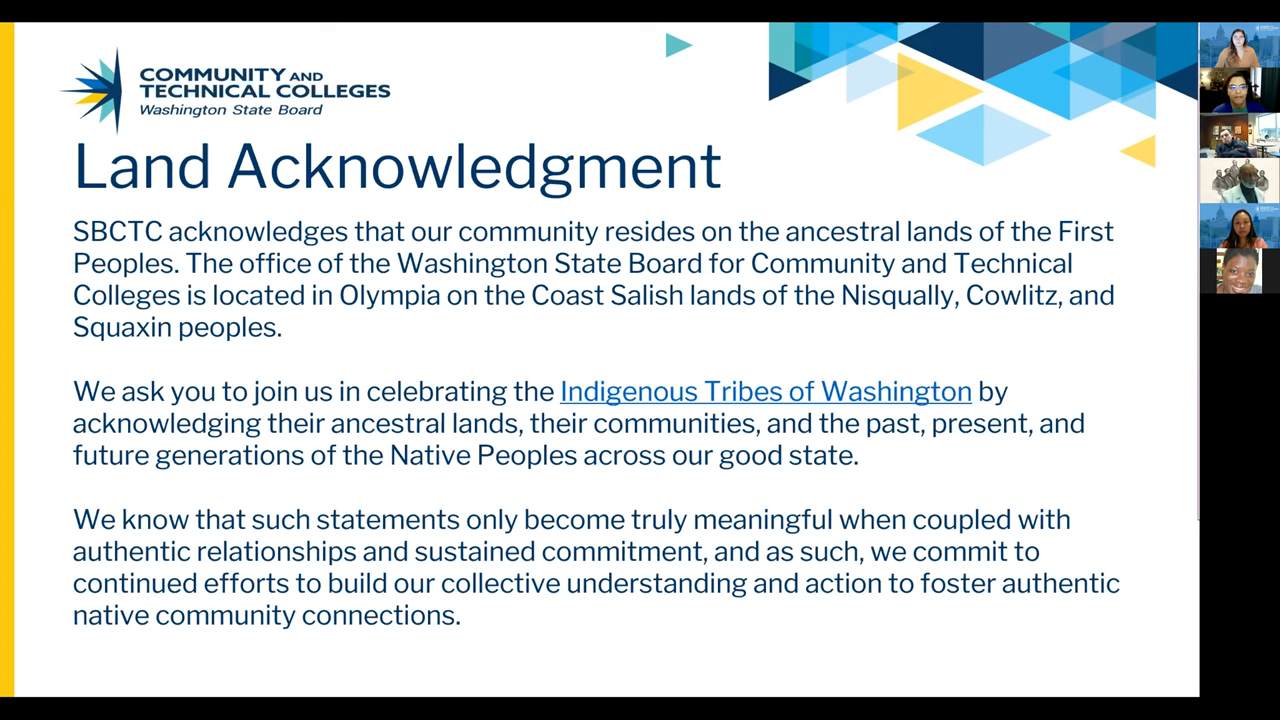 COMMUNITY AND
TECHNICAL COLLEGES
Washington State Board
Land Acknowledgment
SBCTC acknowledges that our community resides on the ancestral lands of the First
Peoples. The office of the Washington State Board for Community and Technical
Colleges is located in Olympia on the Coast Salish lands of the Nisqually, Cowlitz, and
Squaxin peoples.
We ask you to join us in celebrating the Indigenous Tribes of Washington by
acknowledging their ancestral lands, their communities, and the past, present, and
future generations of the Native Peoples across our good state.
We know that such statements only become truly meaningful when coupled with
authentic relationships and sustained commitment, and as such, we commit to
continued efforts to build our collective understanding and action to foster authentic
native community connections.